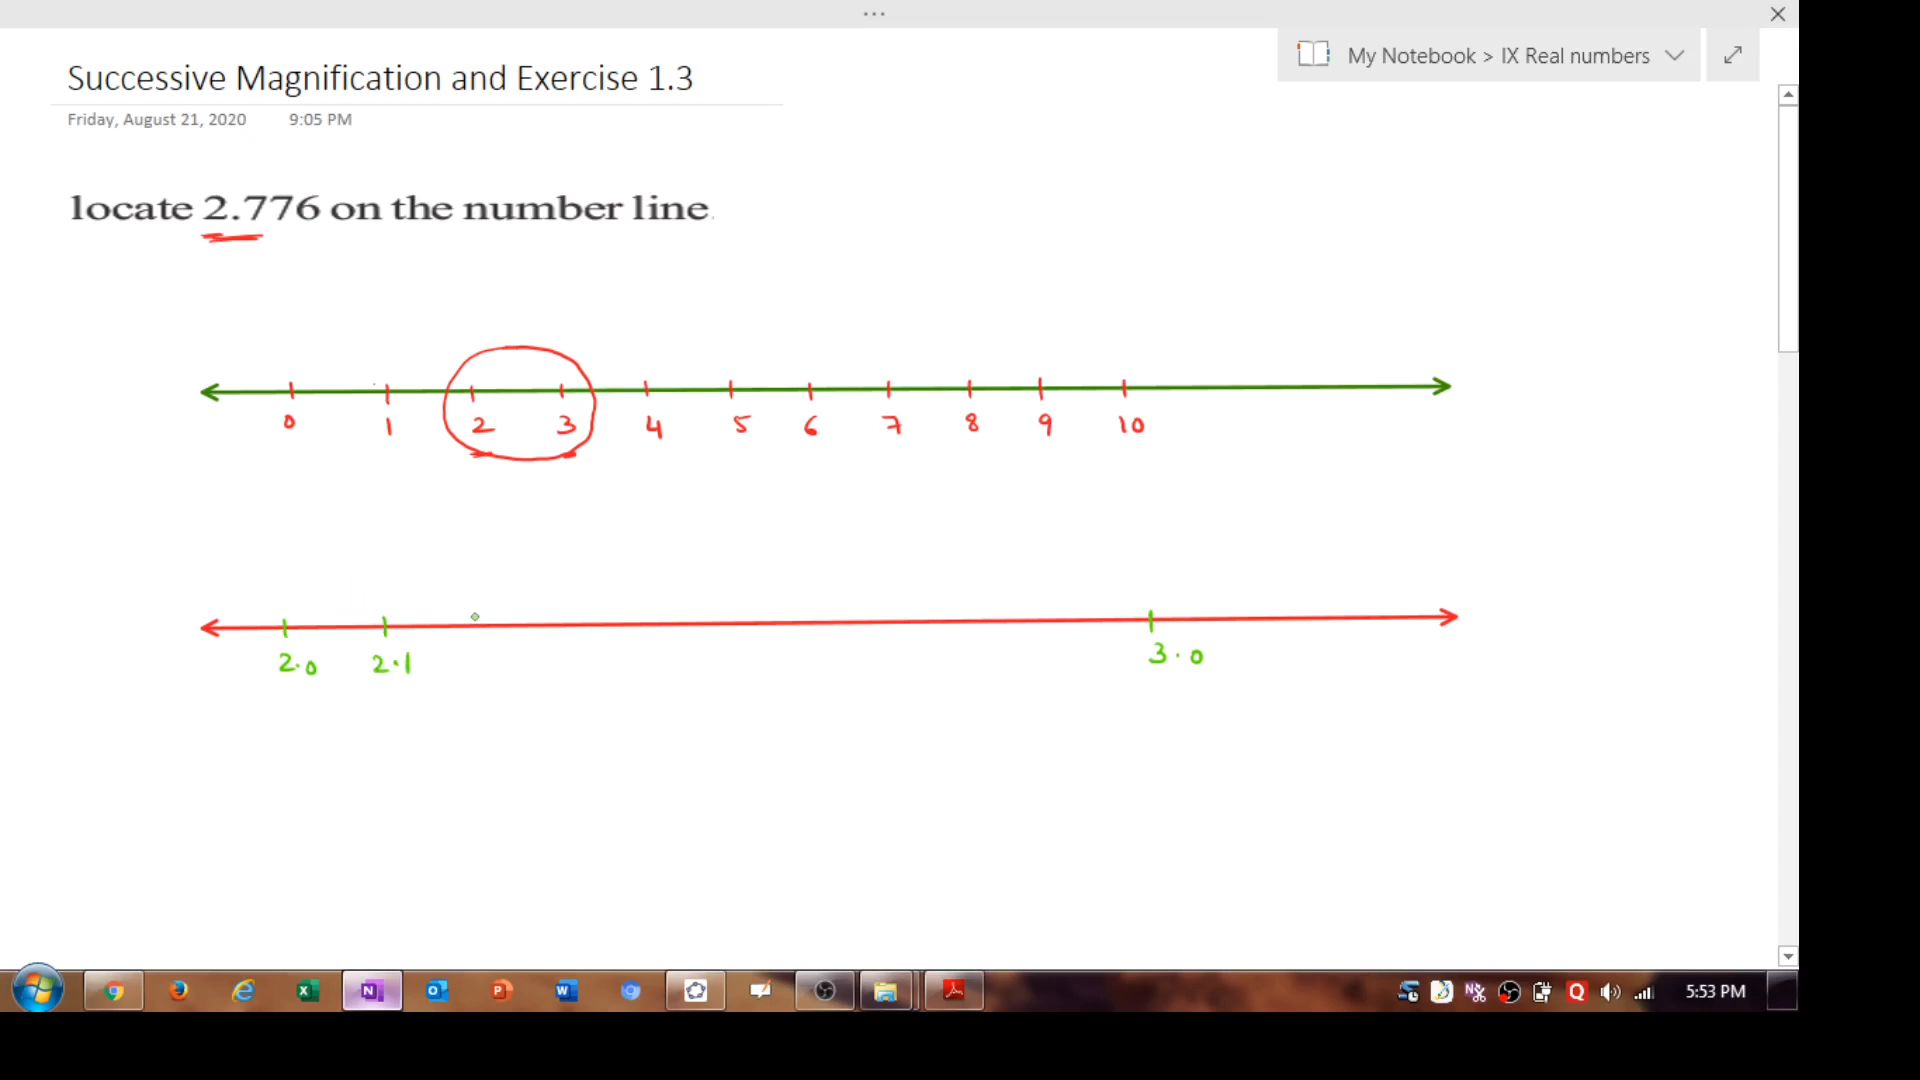 My Notebook > IX Real numbers
Successive Magnification and Exercise 1.3
Friday, August 21, 2020 9:05 PM
locate 2.776 on the number line
0 1 2 3 4 5 6 7 8 9 10
2.0 2.1 3.0
5:53 PM